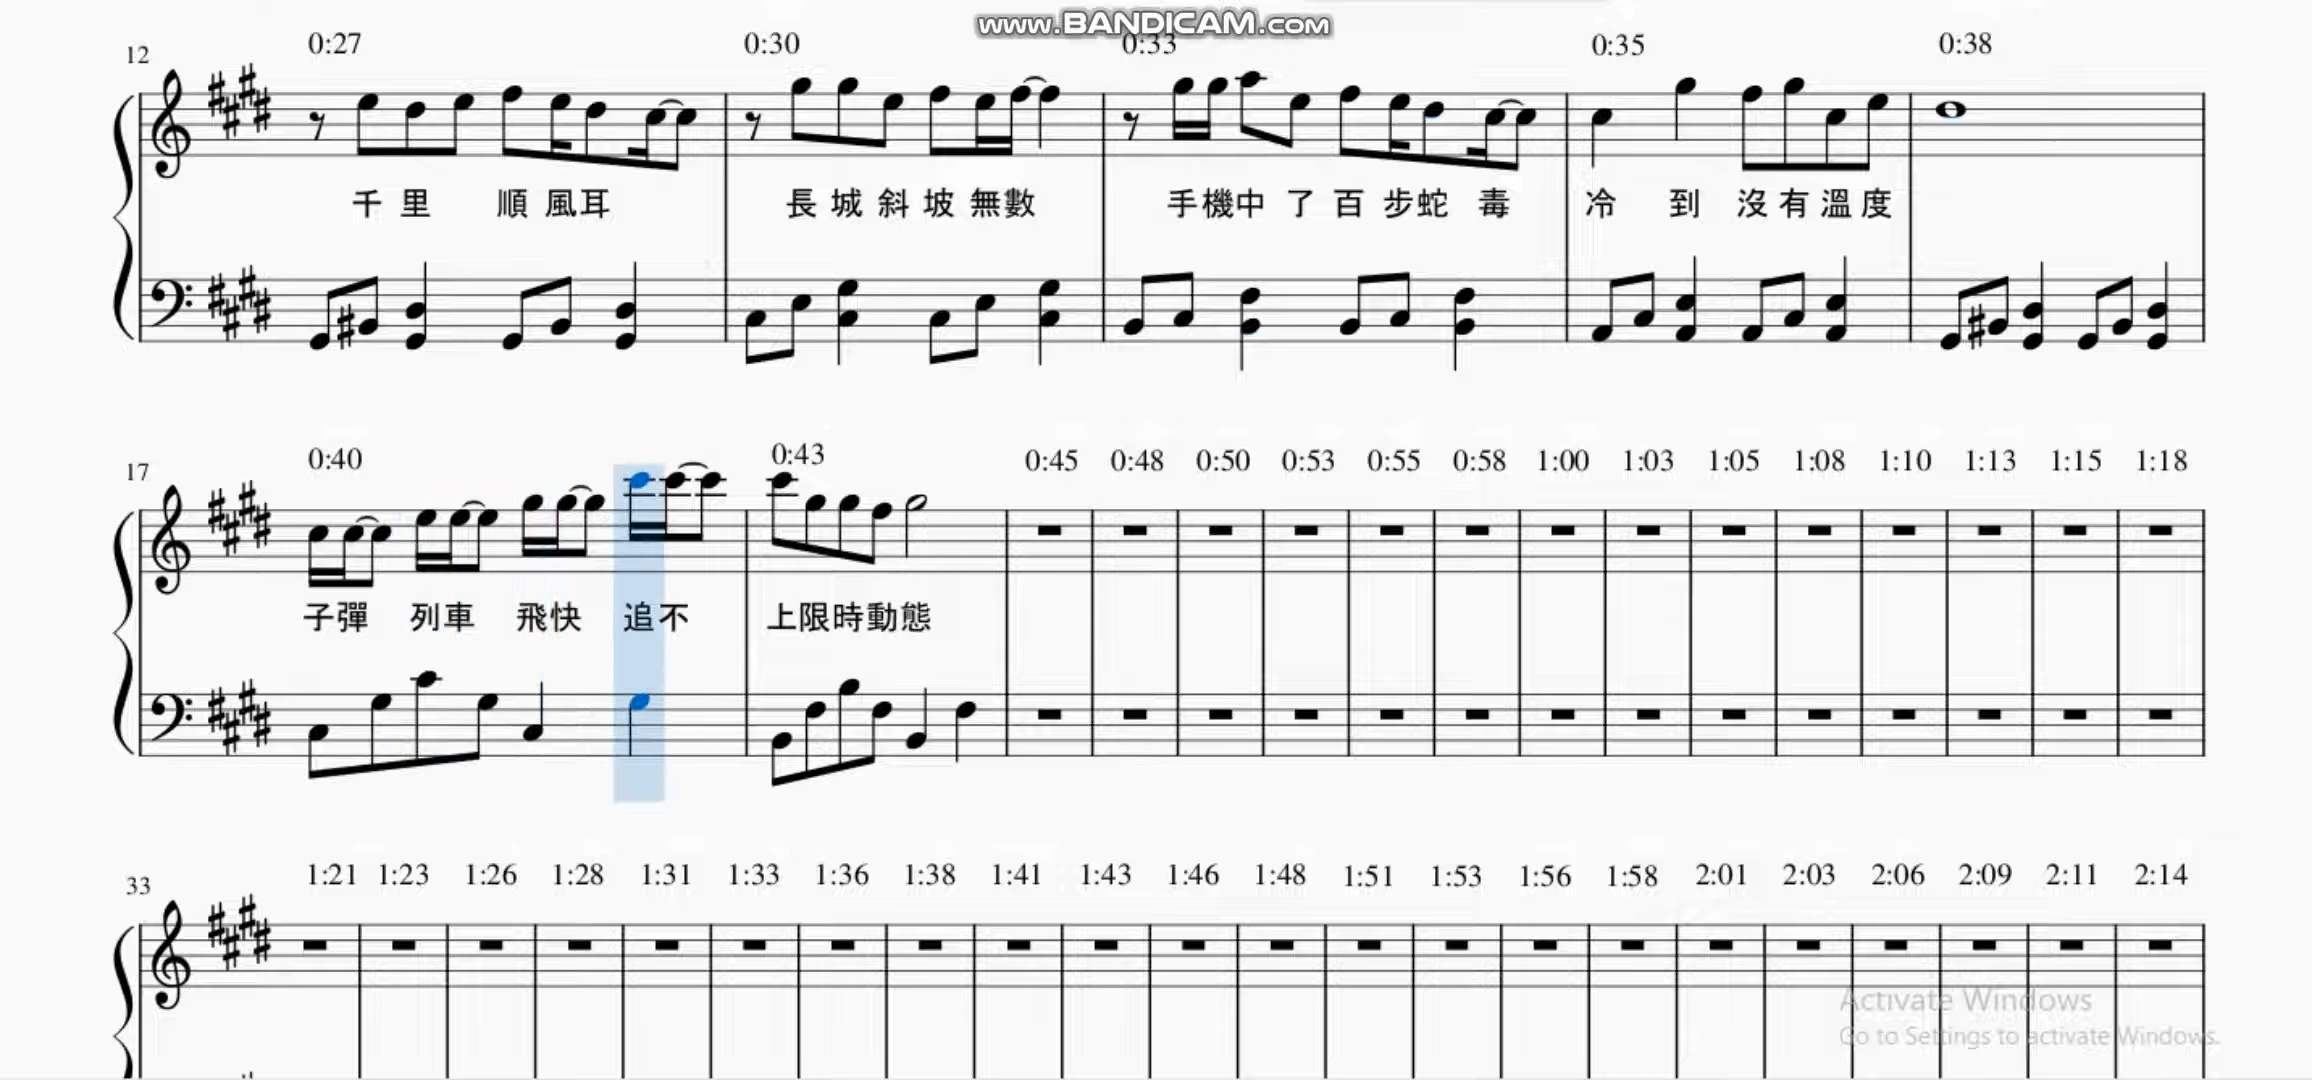 www.BANDICAM.com
12 0:27 0:30 0:33 0:35 0:38
千里 順風耳 長城斜坡無數 手機中了百步蛇毒 冷到沒有溫度
17 0:40 0:43 0:45 0:48 0:50 0:53 0:55 0:58 1:00 1:03 1:05 1:08 1:10 1:13 1:15 1:18
子彈 列車 飛快 追不 上限時動態
33 1:21 1:23 1:26 1:28 1:31 1:33 1:36 1:38 1:41 1:43 1:46 1:48 1:51 1:53 1:56 1:58 2:01 2:03 2:06 2:09 2:11 2:14
Activate Windows
Go to Settings to activate Windows.